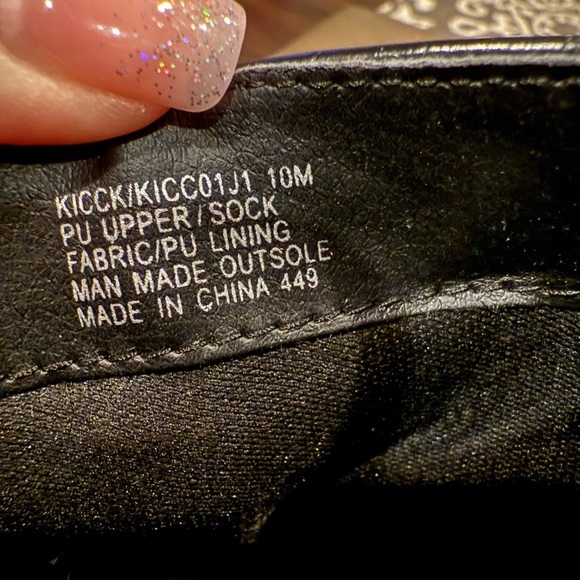 KICCK/KICC01J1 10M
PU UPPER/SOCK
FABRIC/PU LINING
MAN MADE OUTSOLE
MADE IN CHINA 449